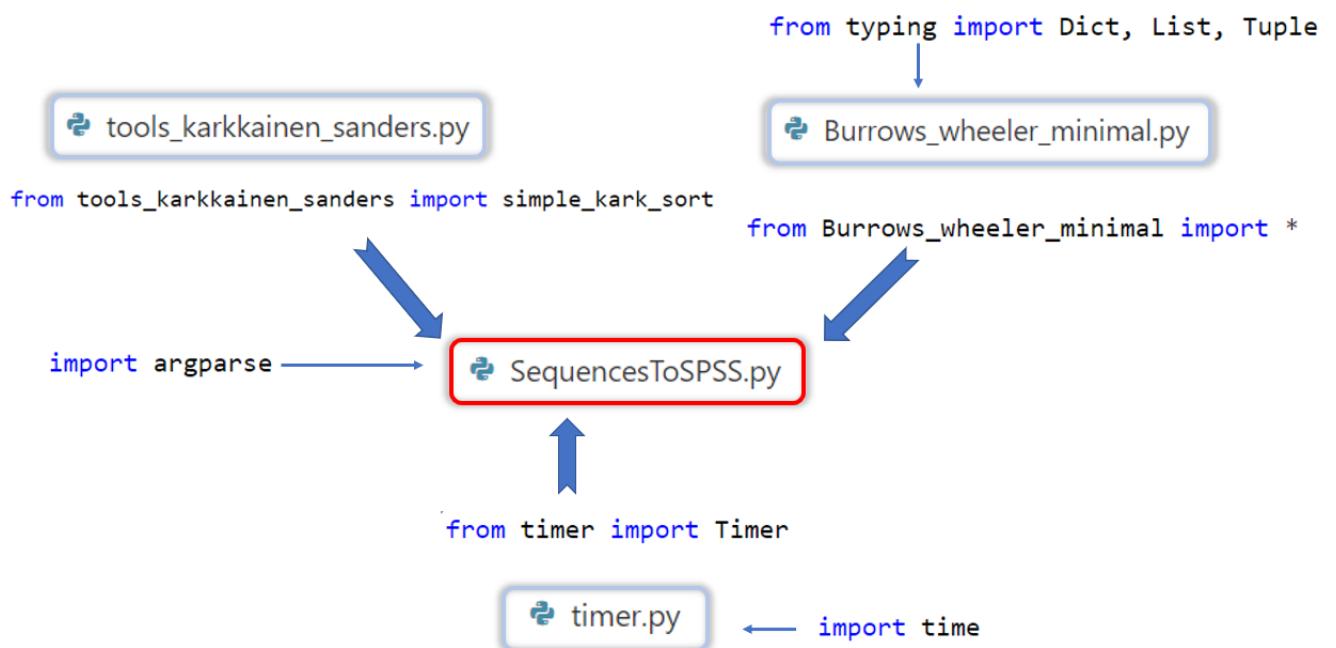 from typing import Dict, List, Tuple
tools_karkkainen_sanders.py
Burrows_wheeler_minimal.py
from tools_karkkainen_sanders import simple_kark_sort
from Burrows_wheeler_minimal import *
import argparse
SequencesToSPSS.py
from timer import Timer
timer.py
import time